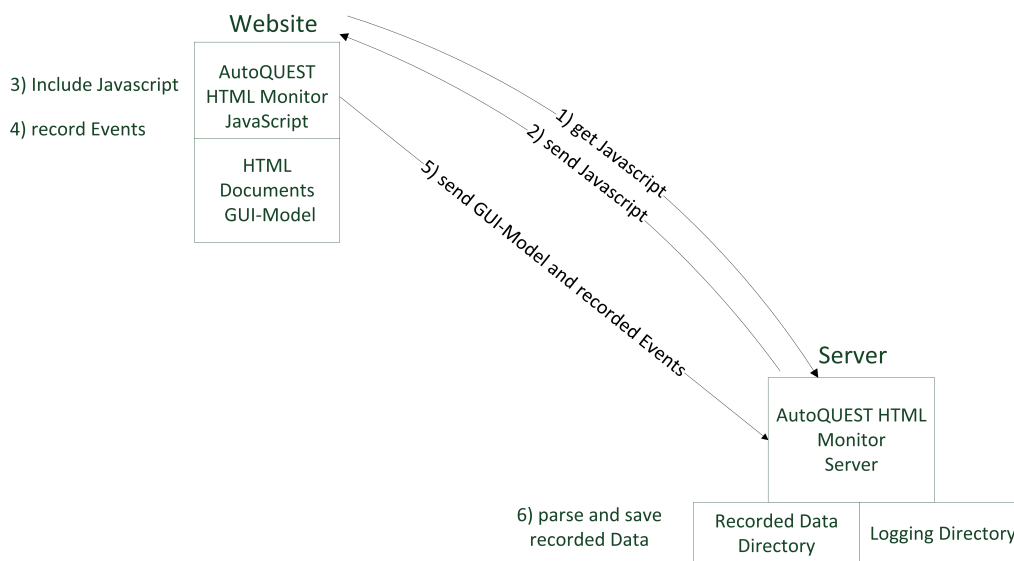 Website
AutoQUEST
HTML Monitor
JavaScript
3) Include Javascript
4) record Events
HTML
Documents
GUI-Model
1) get Javascript
2) send Javascript
5) send GUI-Model and recorded Events
Server
AutoQUEST HTML
Monitor
Server
6) parse and save
recorded Data
Recorded Data
Directory
Logging Directory